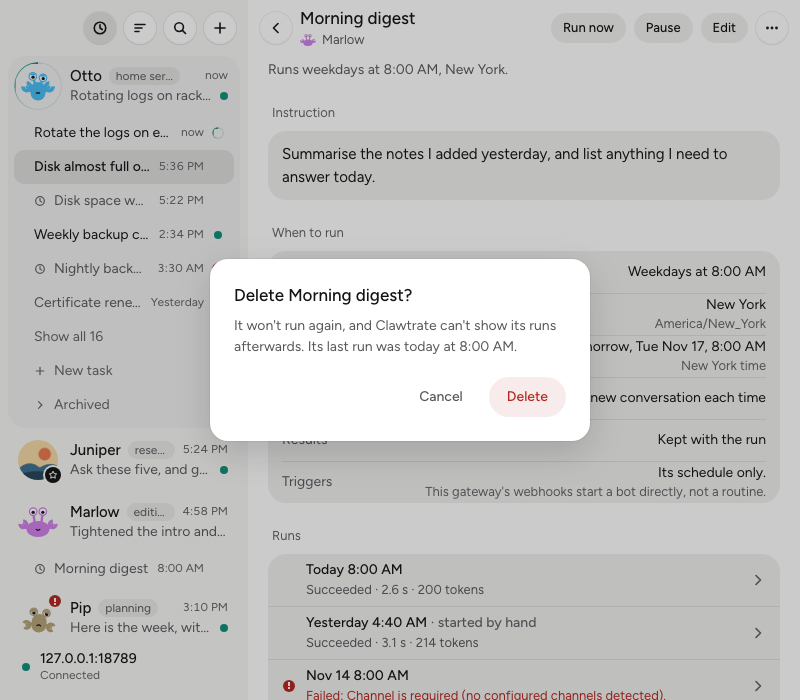 Otto home ser... now
Rotating logs on rack...
Rotate the logs on e... now
Disk almost full o... 5:36 PM
Disk space w... 5:22 PM
Weekly backup c... 2:34 PM
Nightly back... 3:30 AM
Certificate rene... Yesterday
Show all 16
New task
Archived
Juniper rese... 5:24 PM
Ask these five, and g...
Marlow editi... 4:58 PM
Tightened the intro and...
Morning digest 8:00 AM
Pip planning 3:10 PM
Here is the week, wit...
127.0.0.1:18789
Connected
Morning digest
Marlow
Run now
Pause
Edit
Runs weekdays at 8:00 AM, New York.
Instruction
Summarise the notes I added yesterday, and list anything I need to
answer today.
When to run
Weekdays at 8:00 AM
New York
America/New_York
orrow, Tue Nov 17, 8:00 AM
New York time
new conversation each time
Results Kept with the run
Triggers Its schedule only.
This gateway's webhooks start a bot directly, not a routine.
Delete Morning digest?
It won't run again, and Clawtrate can't show its runs
afterwards. Its last run was today at 8:00 AM.
Cancel
Delete
Runs
Today 8:00 AM
Succeeded · 2.6 s · 200 tokens
Yesterday 4:40 AM · started by hand
Succeeded · 3.1 s · 214 tokens
Nov 14 8:00 AM
Failed: Channel is required (no configured channels detected).